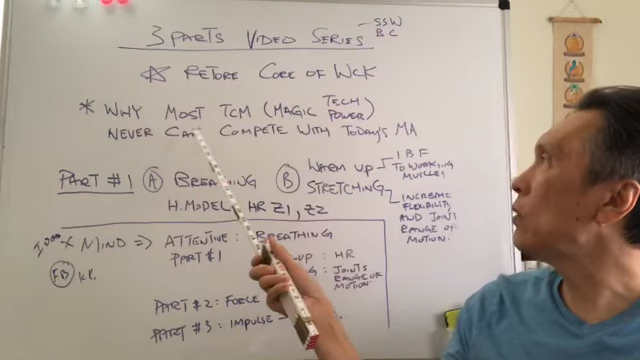 3 PARTS VIDEO SERIES
SSW
BC
RETORE CORE OF WCK
* WHY MOST TCM (MAGIC TECH POWER)
NEVER CAN COMPETE WITH TODAY'S MA
PART #1 (A) BREATHING
H.MODEL, HR Z1, Z2
(B) WARM UP
STRETCHING
IBF
TO WORKING
MUSCLES
INCREASE
FLEXIBILITY
AND JOINT
RANGE OF
MOTION.
X MIND => ATTENTIVE : BREATHING
PART #1
-UP : HR
G : JOINTS
RANGE OF
MOTION
FB
PART #2: FORCE
PART #3: IMPULSE